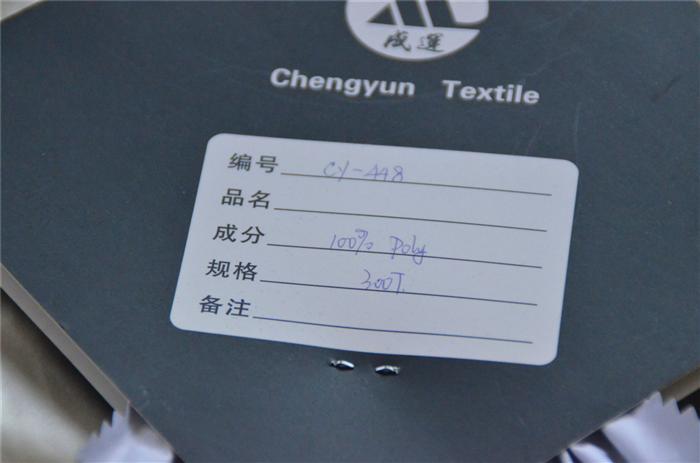 成運
Chengyun Textile
编号 CY-448
品名
成分 100% Poly
规格 300T.
备注